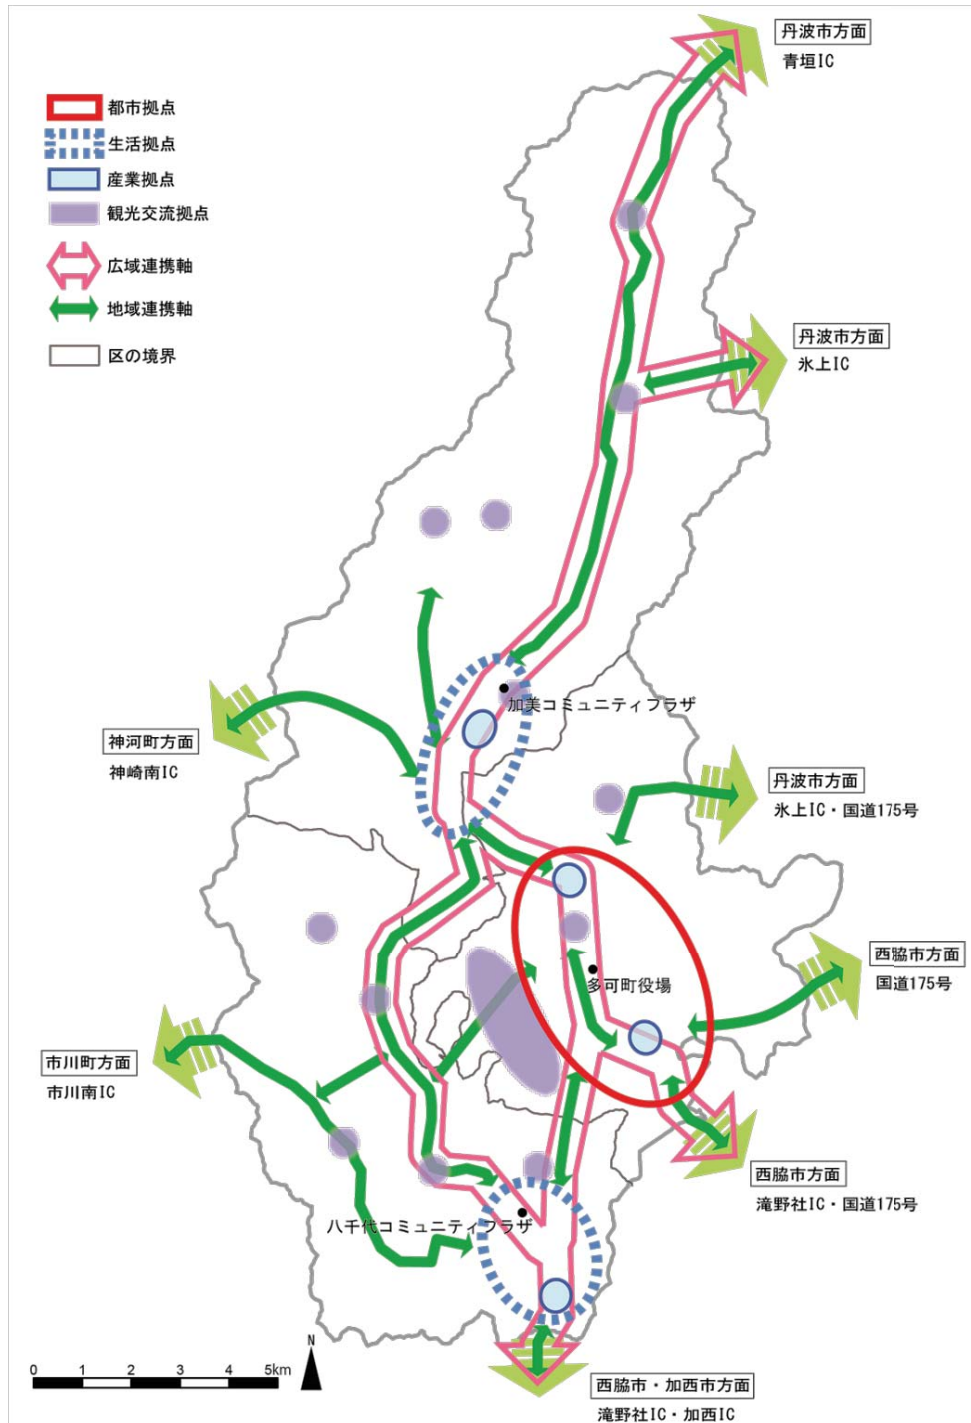 丹波市方面
青垣IC
都市拠点
生活拠点
産業拠点
観光交流拠点
広域連携軸
地域連携軸
区の境界
丹波市方面
氷上IC
加美コミュニティプラザ
神河町方面
神崎南IC
丹波市方面
氷上IC・国道175号
西脇市方面
国道175号
多可町役場
市川町方面
市川南IC
西脇市方面
滝野社IC・国道175号
八千代コミュニティプラザ
N
0 1 2 3 4 5km
西脇市・加西市方面
滝野社IC・加西IC